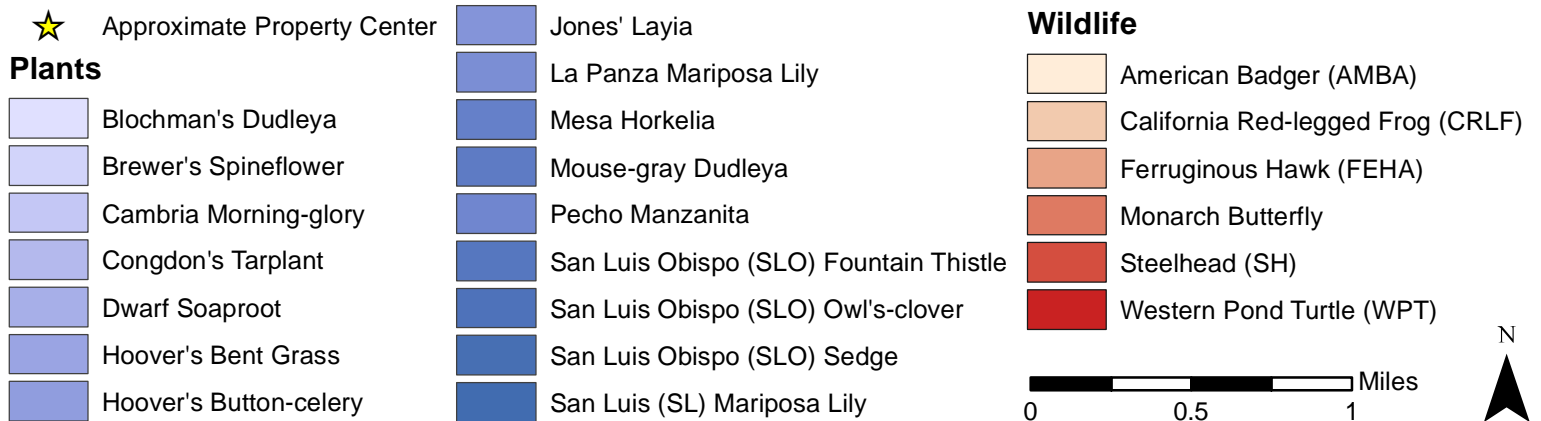 Approximate Property Center
Plants
Blochman's Dudleya
Brewer's Spineflower
Cambria Morning-glory
Congdon's Tarplant
Dwarf Soaproot
Hoover's Bent Grass
Hoover's Button-celery
Jones' Layia
La Panza Mariposa Lily
Mesa Horkelia
Mouse-gray Dudleya
Pecho Manzanita
San Luis Obispo (SLO) Fountain Thistle
San Luis Obispo (SLO) Owl's-clover
San Luis Obispo (SLO) Sedge
San Luis (SL) Mariposa Lily
Wildlife
American Badger (AMBA)
California Red-legged Frog (CRLF)
Ferruginous Hawk (FEHA)
Monarch Butterfly
Steelhead (SH)
Western Pond Turtle (WPT)
N
Miles
0 0.5 1